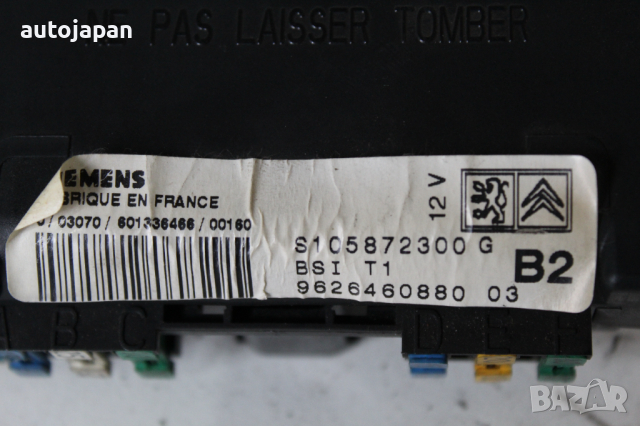 autojapan
NE PAS LAISSER TOMBER
EMENS
BRIQUE EN FRANCE
/ 03070 / 601336466 / 00160
12 V
S105872300 G
BSI T1
B2
9626460880 03
A B C D E F
BAZAR